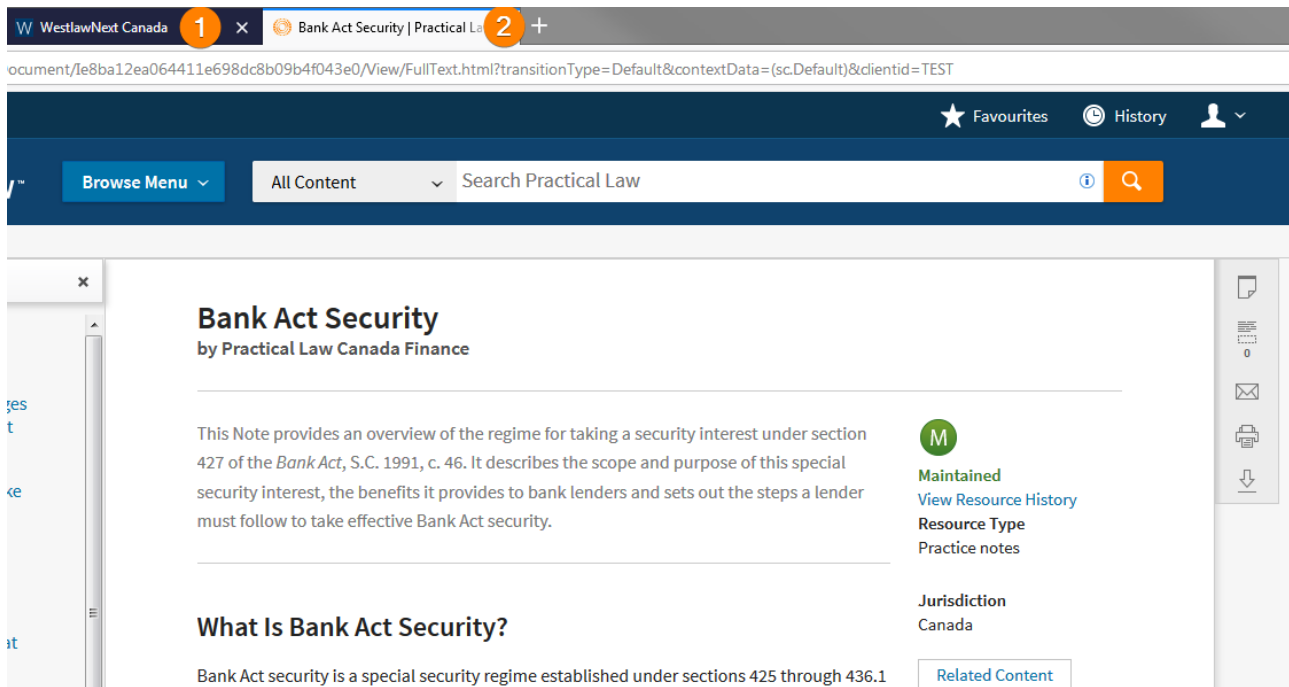 W WestlawNext Canada 1 × Bank Act Security | Practical La 2 +
ocument/Ie8ba12ea064411e698dc8b09b4f043e0/View/FullText.html?transitionType=Default&contextData=(sc.Default)&clientid=TEST
Favourites History
™ Browse Menu All Content Search Practical Law i
×
Bank Act Security
by Practical Law Canada Finance
0
ges
t
ke
at
This Note provides an overview of the regime for taking a security interest under section
427 of the Bank Act, S.C. 1991, c. 46. It describes the scope and purpose of this special
security interest, the benefits it provides to bank lenders and sets out the steps a lender
must follow to take effective Bank Act security.
M
Maintained
View Resource History
Resource Type
Practice notes
Jurisdiction
Canada
Related Content
What Is Bank Act Security?
Bank Act security is a special security regime established under sections 425 through 436.1